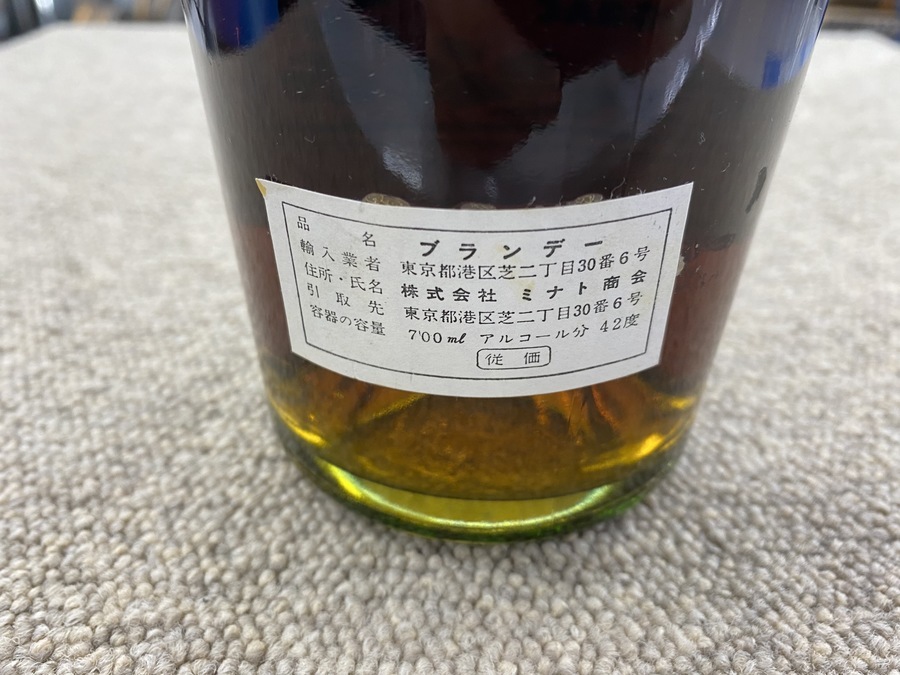 品名 ブランデー
輸入業者 東京都港区芝二丁目30番6号
住所・氏名 株式会社 ミナト商会
引取先 東京都港区芝二丁目30番6号
容器の容量 700ml アルコール分 42度
従価